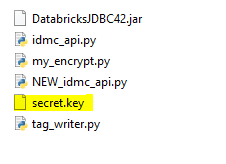 DatabricksJDBC42.jar
idmc_api.py
my_encrypt.py
NEW_idmc_api.py
secret.key
tag_writer.py